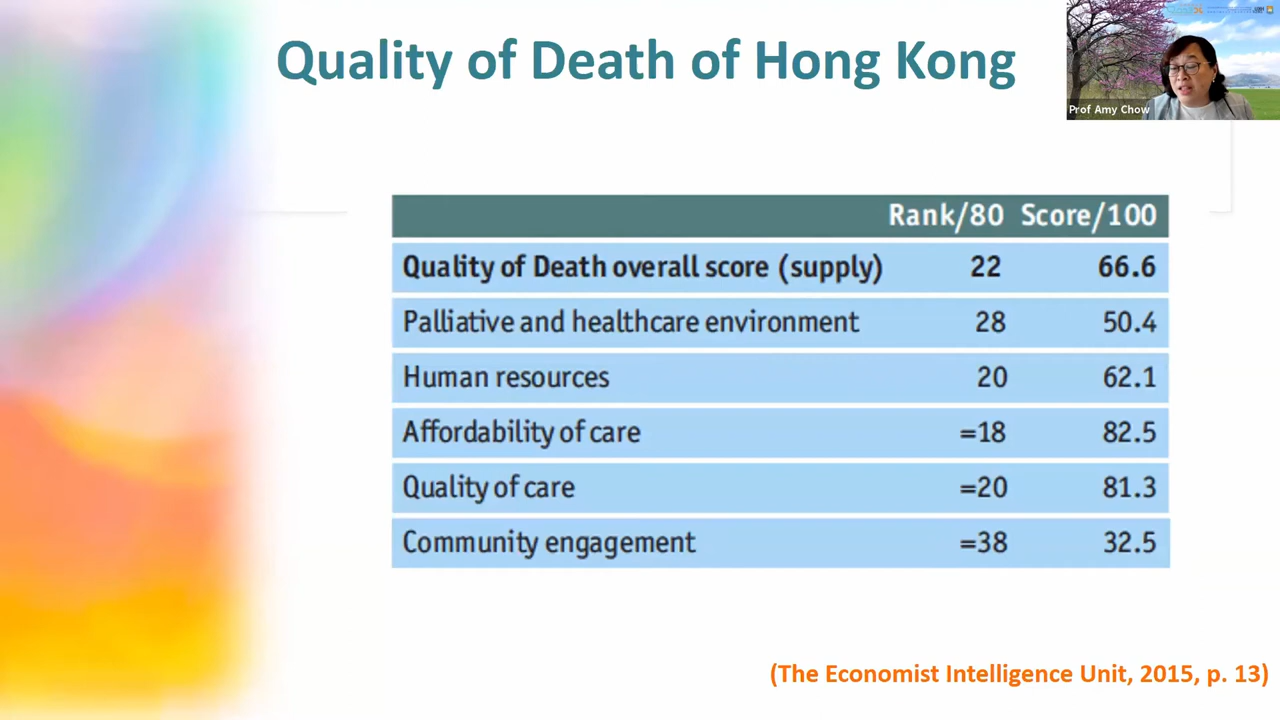 Quality of Death of Hong Kong
Prof Amy Chow
Rank/80 Score/100
Quality of Death overall score (supply) 22 66.6
Palliative and healthcare environment 28 50.4
Human resources 20 62.1
Affordability of care =18 82.5
Quality of care =20 81.3
Community engagement =38 32.5
(The Economist Intelligence Unit, 2015, p. 13)